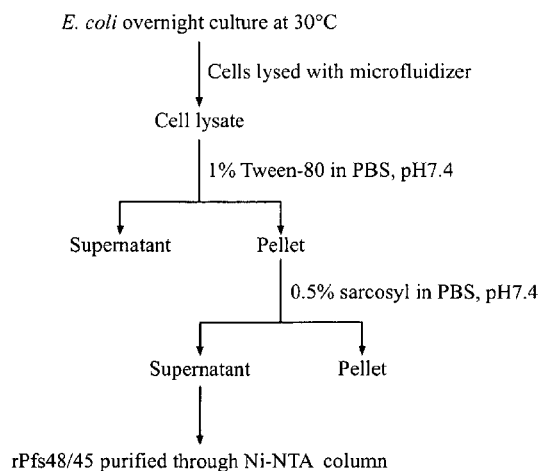 E. coli overnight culture at 30°C
Cells lysed with microfluidizer
Cell lysate
1% Tween-80 in PBS, pH7.4
Supernatant Pellet
0.5% sarcosyl in PBS, pH7.4
Supernatant Pellet
rPfs48/45 purified through Ni-NTA column